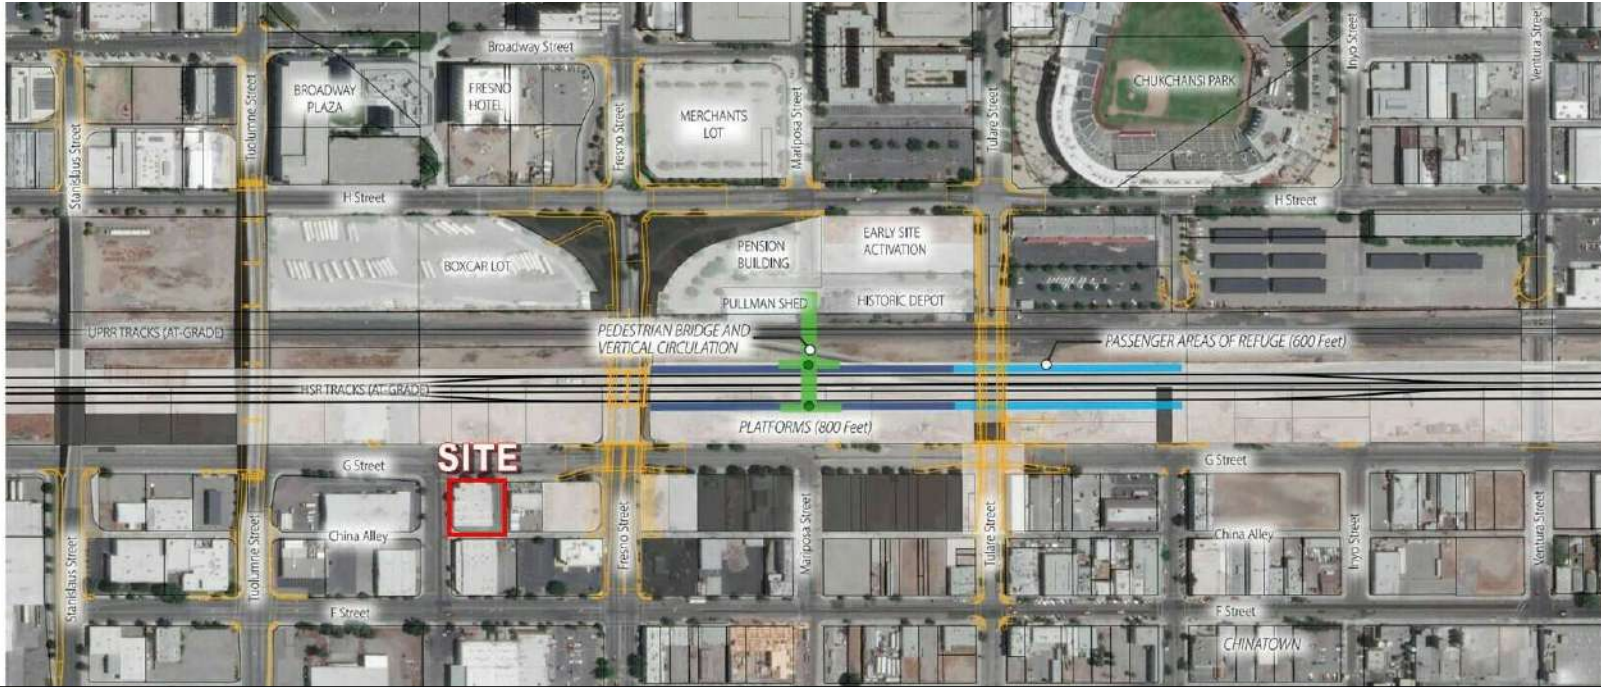 Broadway Street
Inyo Street
Ventura Street
CHUKCHANSI PARK
BROADWAY
PLAZA
FRESNO
HOTEL
Tuolumne Street
Fresno Street
MERCHANTS
LOT
Mariposa Street
Tulare Street
Stanislaus Street
H Street
H Street
PENSION
BUILDING
EARLY SITE
ACTIVATION
BOXCAR LOT
PULLMAN SHED
HISTORIC DEPOT
UPRR TRACKS (AT-GRADE)
PEDESTRIAN BRIDGE AND
VERTICAL CIRCULATION
PASSENGER AREAS OF REFUGE (600 Feet)
HSR TRACKS (AT-GRADE)
PLATFORMS (800 Feet)
G Street
SITE
G Street
China Alley
China Alley
Stanislaus Street
Tuolumne Street
Fresno Street
Mariposa Street
Tulare Street
Inyo Street
Ventura Street
F Street
F Street
CHINATOWN